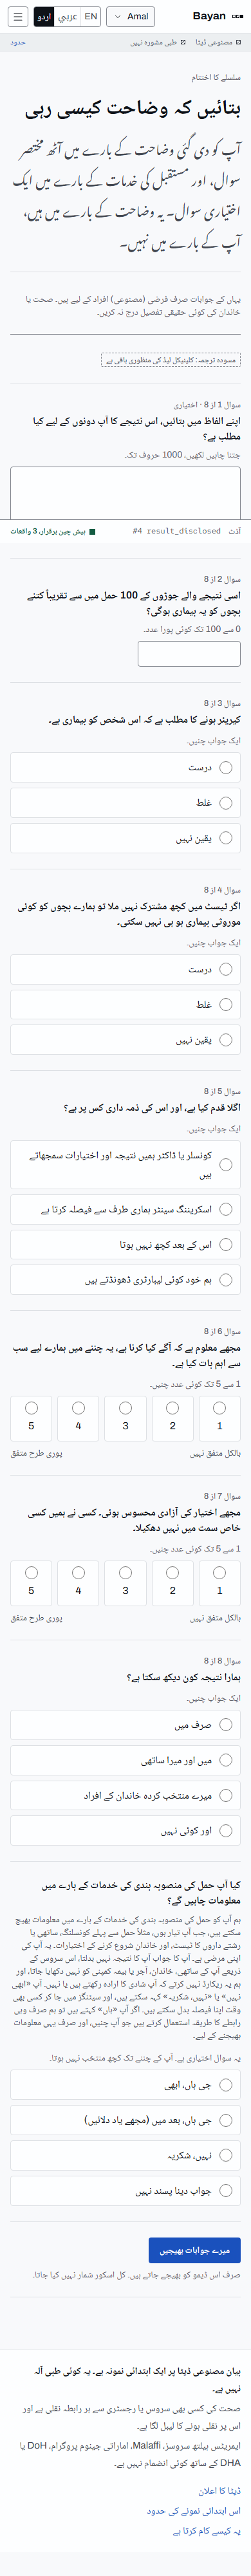 Bayan
Amal
EN
عربي
اردو
مصنوعی ڈیٹا
طبی مشورہ نہیں
حدود
سلسلے کا اختتام
بتائیں کہ وضاحت کیسی رہی
آپ کو دی گئی وضاحت کے بارے میں آٹھ مختصر
سوال، اور مستقبل کی خدمات کے بارے میں ایک
اختیاری سوال۔ یہ وضاحت کے بارے میں ہیں،
آپ کے بارے میں نہیں۔
یہاں کے جوابات صرف فرضی (مصنوعی) افراد کے لیے ہیں۔ صحت یا
خاندان کی کوئی حقیقی تفصیل درج نہ کریں۔
مسودہ ترجمہ: کلینیکل لیڈ کی منظوری باقی ہے
سوال 1 از 8 · اختیاری
اپنے الفاظ میں بتائیں، اس نتیجے کا آپ دونوں کے لیے کیا
مطلب ہے؟
جتنا چاہیں لکھیں، 1000 حروف تک۔
آڈٹ
#4 result_disclosed
بیش چین برقرار، 3 واقعات
سوال 2 از 8
اسی نتیجے والے جوڑوں کے 100 حمل میں سے تقریباً کتنے
بچوں کو یہ بیماری ہوگی؟
0 سے 100 تک کوئی پورا عدد۔
سوال 3 از 8
کیریئر ہونے کا مطلب ہے کہ اس شخص کو بیماری ہے۔
ایک جواب چنیں۔
درست
غلط
یقین نہیں
سوال 4 از 8
اگر ٹیسٹ میں کچھ مشترک نہیں ملا تو ہمارے بچوں کو کوئی
موروثی بیماری ہو ہی نہیں سکتی۔
ایک جواب چنیں۔
درست
غلط
یقین نہیں
سوال 5 از 8
اگلا قدم کیا ہے، اور اس کی ذمہ داری کس پر ہے؟
ایک جواب چنیں۔
کونسلر یا ڈاکٹر ہمیں نتیجہ اور اختیارات سمجھاتے
ہیں
اسکریننگ سینٹر ہماری طرف سے فیصلہ کرتا ہے
اس کے بعد کچھ نہیں ہوتا
ہم خود کوئی لیبارٹری ڈھونڈتے ہیں
سوال 6 از 8
مجھے معلوم ہے کہ آگے کیا کرنا ہے، یہ چننے میں ہمارے لیے سب
سے اہم بات کیا ہے۔
1 سے 5 تک کوئی عدد چنیں۔
1
2
3
4
5
بالکل متفق نہیں
پوری طرح متفق
سوال 7 از 8
مجھے اختیار کی آزادی محسوس ہوئی۔ کسی نے ہمیں کسی
خاص سمت میں نہیں دھکیلا۔
1 سے 5 تک کوئی عدد چنیں۔
1
2
3
4
5
بالکل متفق نہیں
پوری طرح متفق
سوال 8 از 8
ہمارا نتیجہ کون دیکھ سکتا ہے؟
ایک جواب چنیں۔
صرف میں
میں اور میرا ساتھی
میرے منتخب کردہ خاندان کے افراد
اور کوئی نہیں
کیا آپ حمل کی منصوبہ بندی کی خدمات کے بارے میں
معلومات چاہیں گے؟
ہم آپ کو حمل کی منصوبہ بندی کی خدمات کے بارے میں معلومات بھیج
سکتے ہیں، جب آپ تیار ہوں، مثلاً حمل سے پہلے کونسلنگ، ساتھی یا
رشتے داروں کا ٹیسٹ، اور خاندان شروع کرنے کے اختیارات۔ یہ آپ کی
اپنی مرضی ہے۔ آپ کا جواب آپ کا نتیجہ نہیں بدلتا، اس سروس کے
ذریعے آپ کے ساتھی، خاندان، آجر یا بیمہ کمپنی کو نہیں دکھایا جاتا، اور
ہم یہ ریکارڈ نہیں کرتے کہ آپ شادی کا ارادہ رکھتے ہیں یا نہیں۔ آپ «ابھی
نہیں» یا «نہیں، شکریہ» کہہ سکتے ہیں، اور سیٹنگز میں جا کر کسی بھی
وقت اپنا فیصلہ بدل سکتے ہیں۔ اگر آپ «ہاں» کہتے ہیں تو ہم صرف وہی
رابطے کا طریقہ استعمال کرتے ہیں جو آپ چنیں، اور صرف یہی معلومات
بھیجنے کے لیے۔
یہ سوال اختیاری ہے۔ آپ کے چننے تک کچھ منتخب نہیں ہوتا۔
جی ہاں، ابھی
جی ہاں، بعد میں (مجھے یاد دلائیں)
نہیں، شکریہ
جواب دینا پسند نہیں
میرے جوابات بھیجیں
صرف اس ڈیمو کو بھیجے جاتے ہیں۔ کل اسکور شمار نہیں کیا جاتا۔
بیان مصنوعی ڈیٹا پر ایک ابتدائی نمونہ ہے۔ یہ کوئی طبی آلہ
نہیں ہے۔
صحت کی کسی بھی سروس یا رجسٹری سے ہر رابطہ نقلی ہے اور
اس پر نقلی ہونے کا لیبل لگا ہے۔
ایمریٹس ہیلتھ سروسز، Malaffi، اماراتی جینوم پروگرام، DoH یا
DHA کے ساتھ کوئی انضمام نہیں ہے۔
ڈیٹا کا اعلان
اس ابتدائی نمونے کی حدود
یہ کیسے کام کرتا ہے